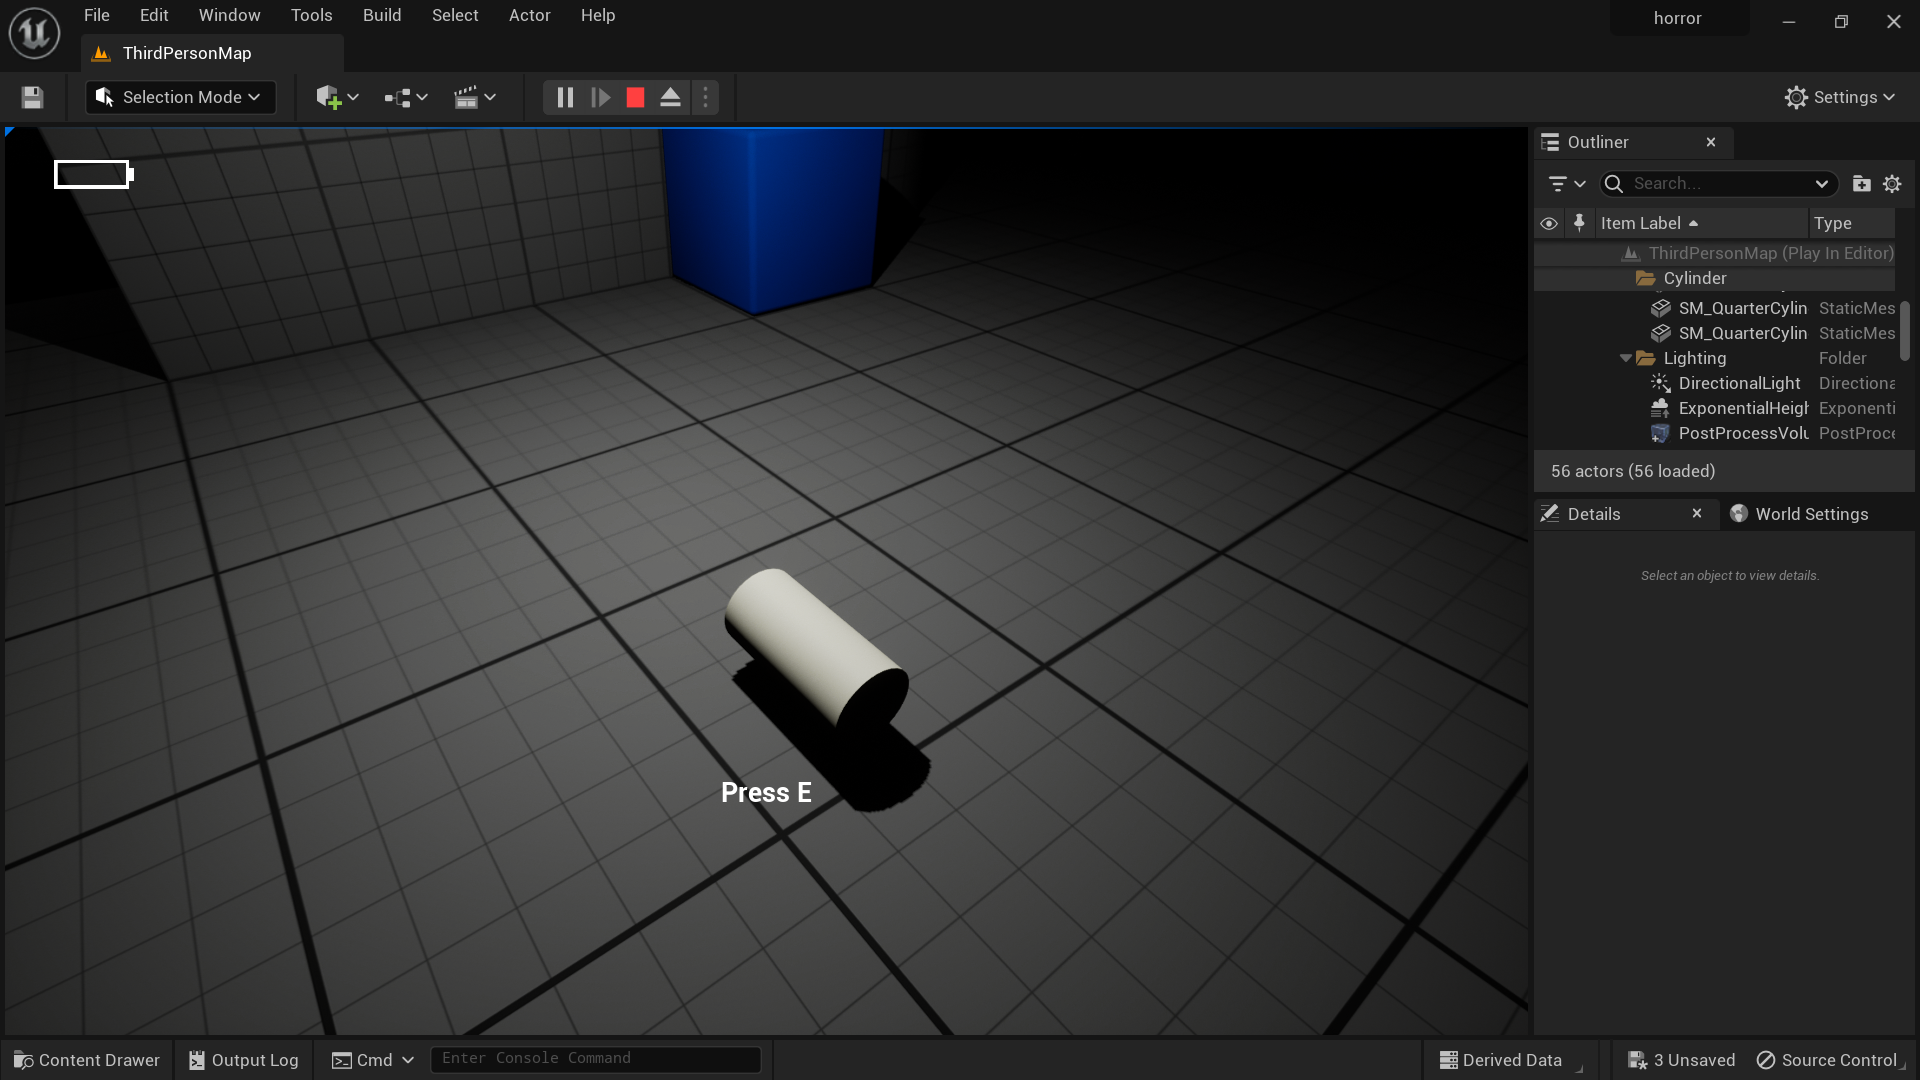 File Edit Window Tools Build Select Actor Help
horror
ThirdPersonMap
Selection Mode
Settings
Outliner
Search...
Item Label Type
ThirdPersonMap (Play In Editor)
Cylinder
SM_QuarterCylin StaticMes
SM_QuarterCylin StaticMes
Lighting Folder
DirectionalLight Directiona
ExponentialHeigh Exponenti
PostProcessVolu PostProce
56 actors (56 loaded)
Details World Settings
Select an object to view details.
Press E
Content Drawer Output Log Cmd Enter Console Command Derived Data 3 Unsaved Source Control